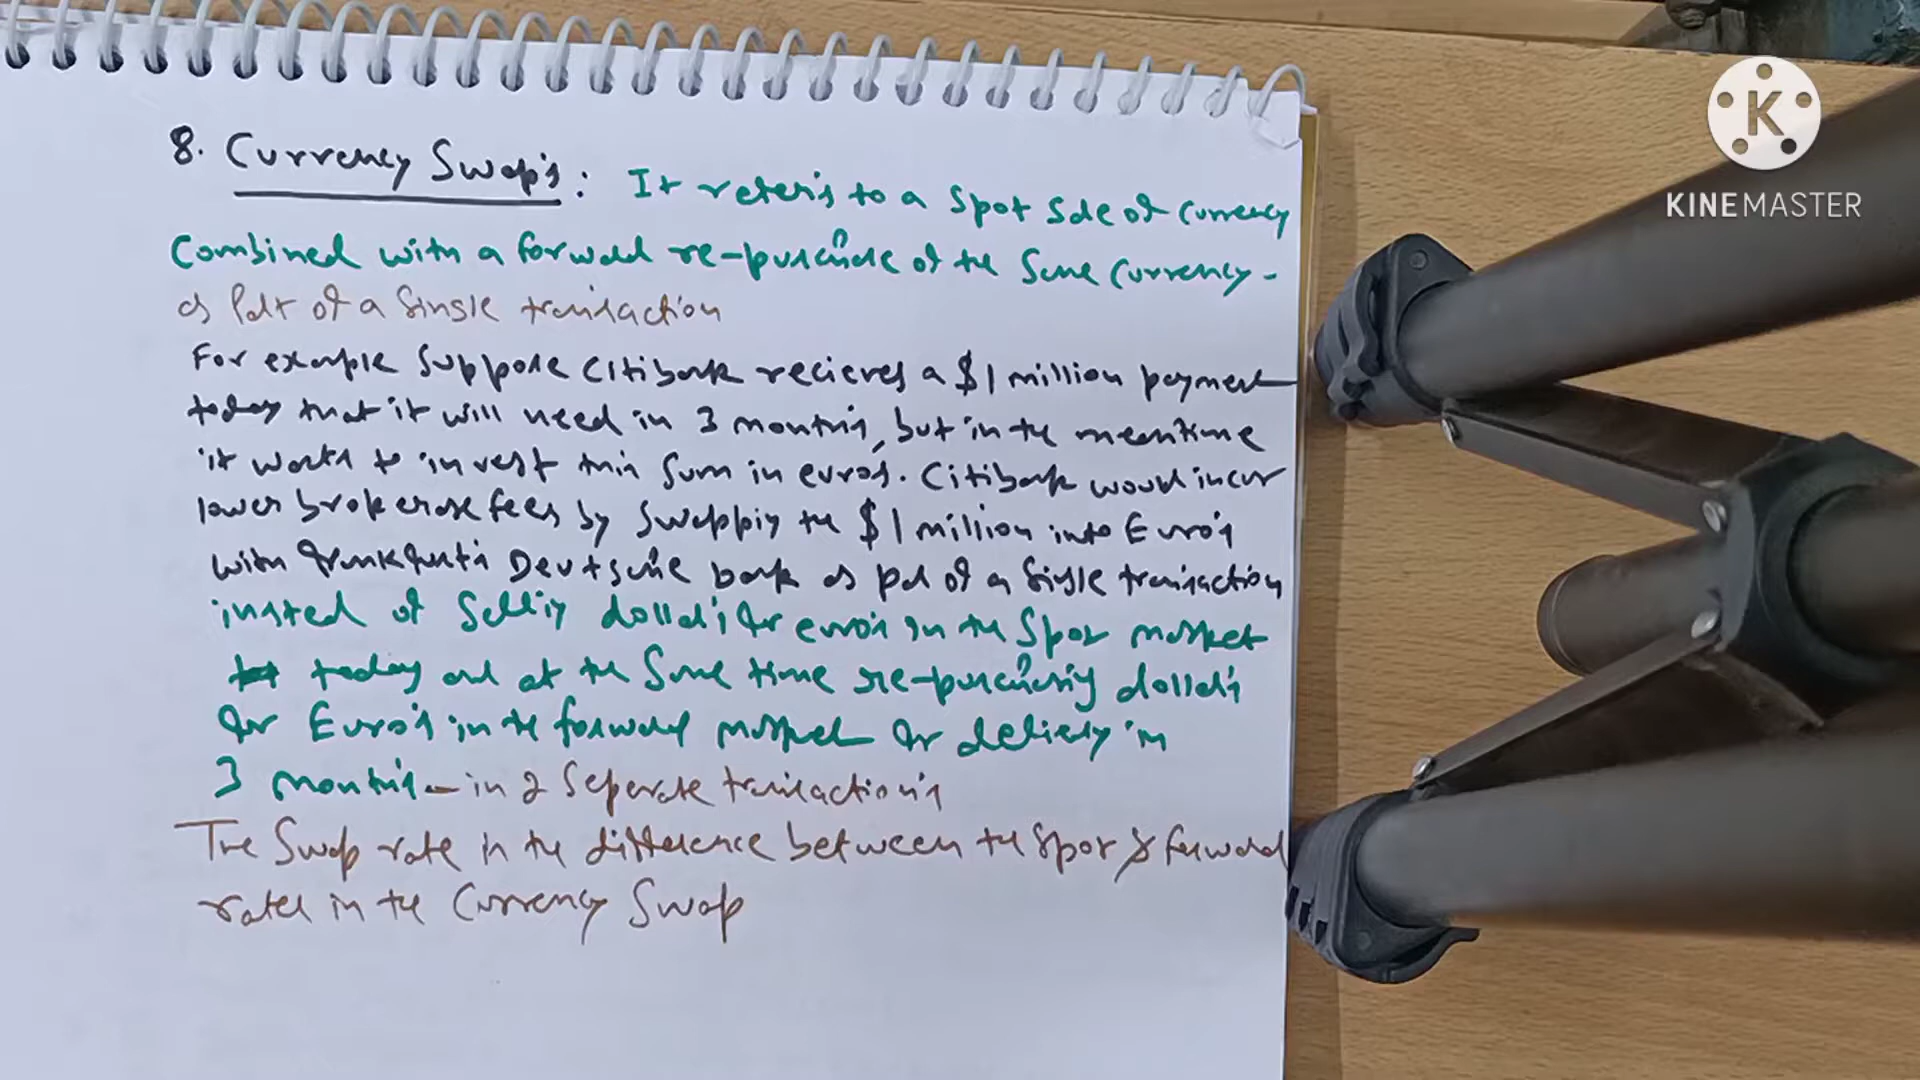 8. Currency Swap's : It refers to a Spot Sale of Currency
Combined with a forward re-purchase of the Same Currency -
as Part of a Single transaction
For example Suppose Citibank recieves a $1 million payment
today that it will need in 3 months, but in the meantime
it wants to invest this Sum in euros. Citibank would incur
lower brokerage fees by Swapping the $1 million into Euro's
with Frankfurt's Deutsche bank as part of a Single transaction
insted of Selling dollars for euros in the Spot market
today and at the Same time re-purchasing dollars
for Euro's in the forward market for delivery in
3 months - in 2 Seperate transactions
The Swap rate is the difference between the Spot & forward
rates in the Currency Swap
K
KINEMASTER